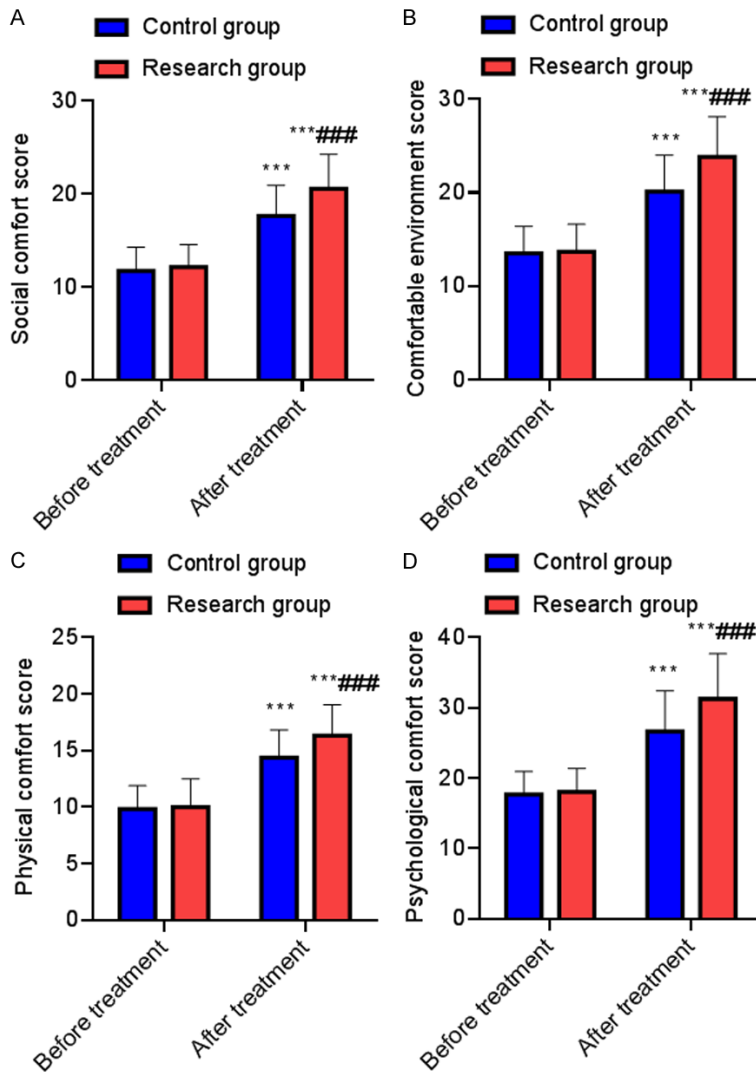 A
Control group
Research group
Social comfort score
30
20
10
0
***
***###
Before treatment
After treatment
B
Control group
Research group
Comfortable environment score
30
20
10
0
***
***###
Before treatment
After treatment
C
Control group
Research group
Physical comfort score
25
20
15
10
5
0
***
***###
Before treatment
After treatment
D
Control group
Research group
Psychological comfort score
40
30
20
10
0
***
***###
Before treatment
After treatment